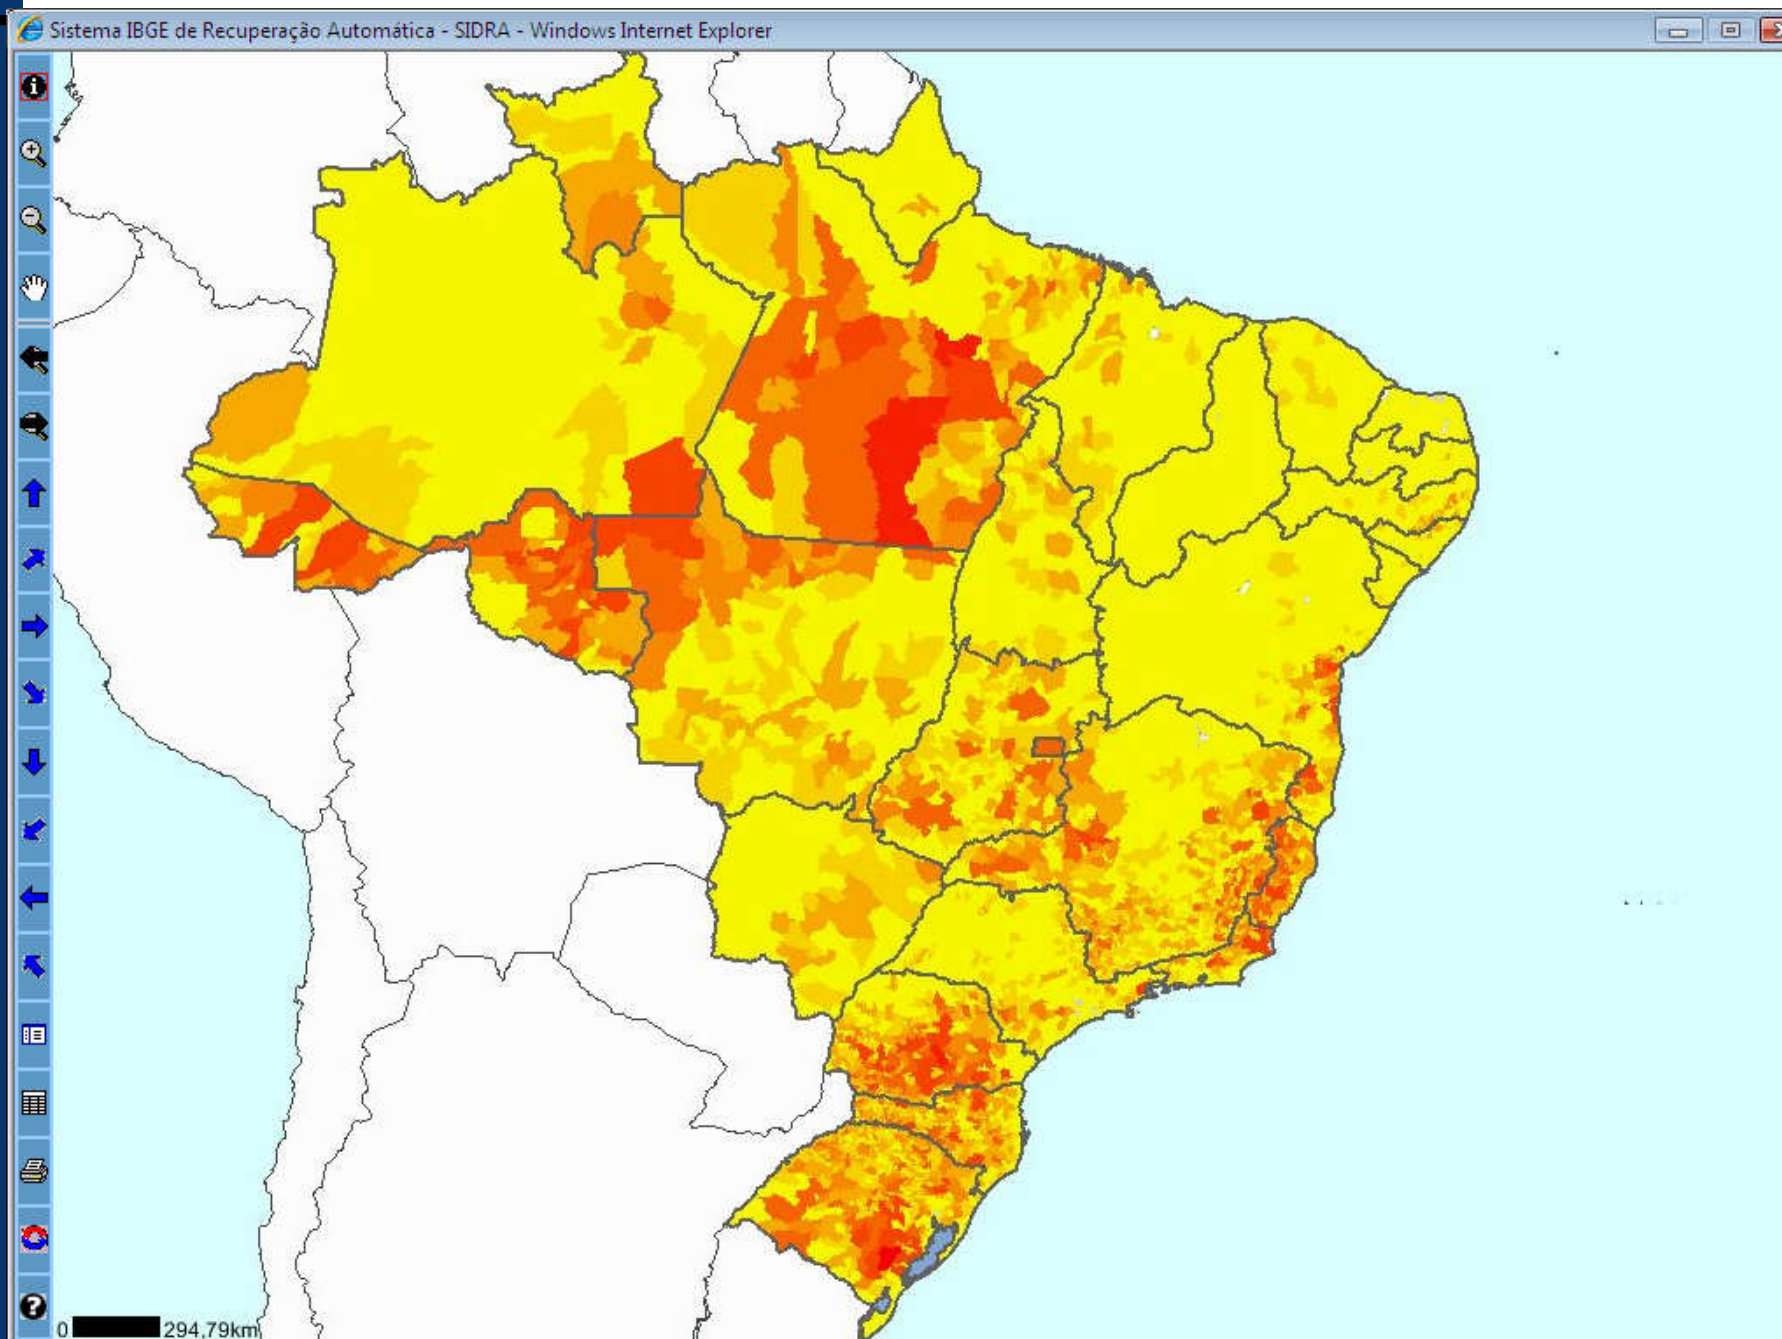 Sistema IBGE de Recuperação Automática - SIDRA - Windows Internet Explorer
0 294,79km